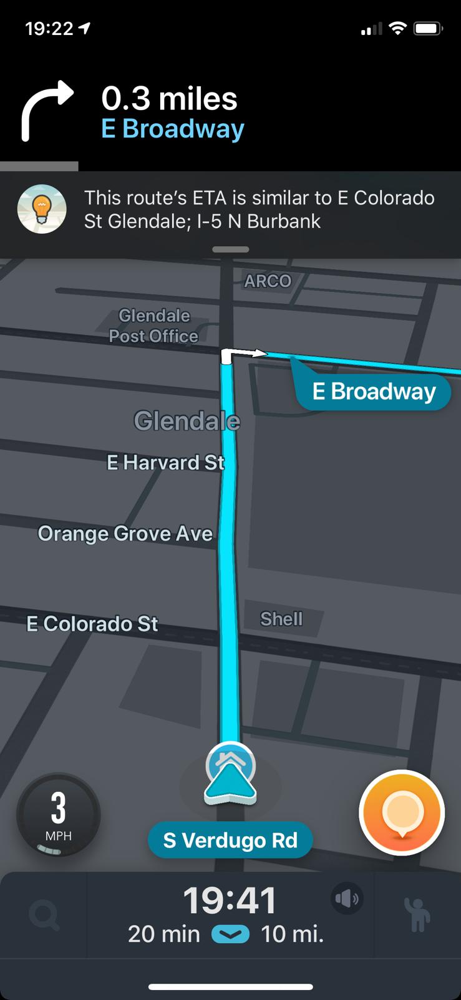 19:22
0.3 miles
E Broadway
This route's ETA is similar to E Colorado
St Glendale; I-5 N Burbank
ARCO
Glendale
Post Office
E Broadway
Glendale
E Harvard St
Orange Grove Ave
E Colorado St
Shell
3
MPH
S Verdugo Rd
19:41
20 min
10 mi.